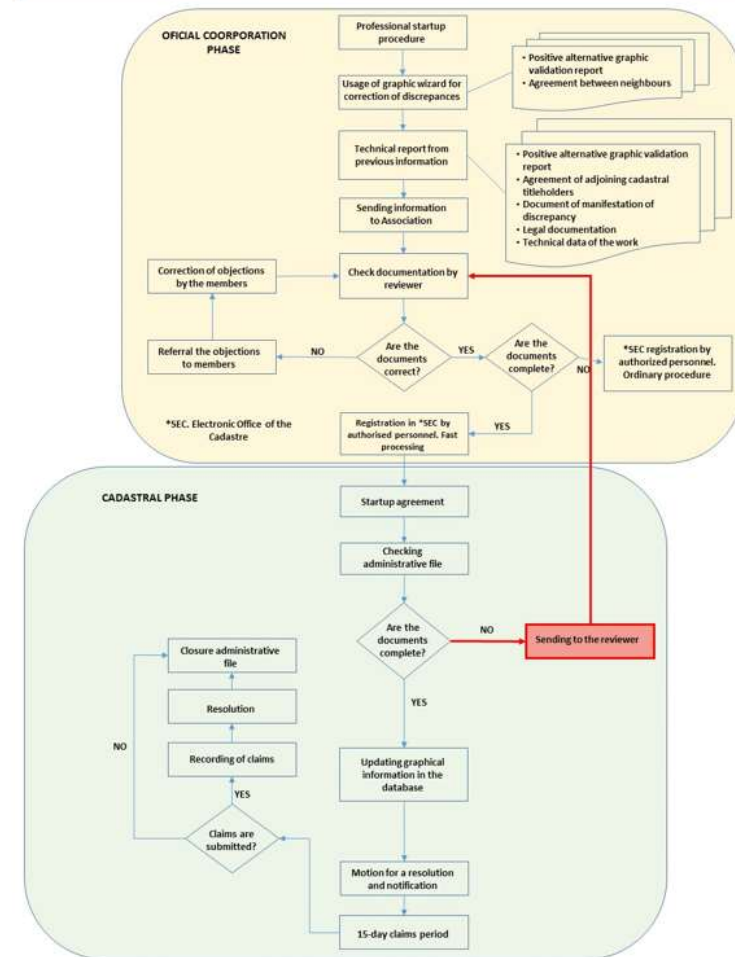 OFICIAL COORPORATION
PHASE
Professional startup
procedure
Usage of graphic wizard for
correction of discrepances
• Positive alternative graphic
validation report
• Agreement between neighbours
Technical report from
previous information
• Positive alternative graphic validation
report
• Agreement of adjoining cadastral
titleholders
• Document of manifestation of
discrepancy
• Legal documentation
• Technical data of the work
Sending information
to Association
Correction of objections
by the members
Check documentation by
reviewer
Referral the objections
to members
NO
Are the
documents
correct?
YES
Are the
documents
complete?
NO
*SEC registration by
authorized personnel.
Ordinary procedure
*SEC. Electronic Office of the
Cadastre
Registration in *SEC by
authorised personnel. Fast
processing
YES
CADASTRAL PHASE
Startup agreement
Checking
administrative file
Are the
documents
complete?
NO
Sending to the reviewer
YES
Closure administrative
file
Resolution
NO
Recording of claims
YES
Updating graphical
information in the
database
Claims are
submitted?
Motion for a resolution
and notification
15-day claims period